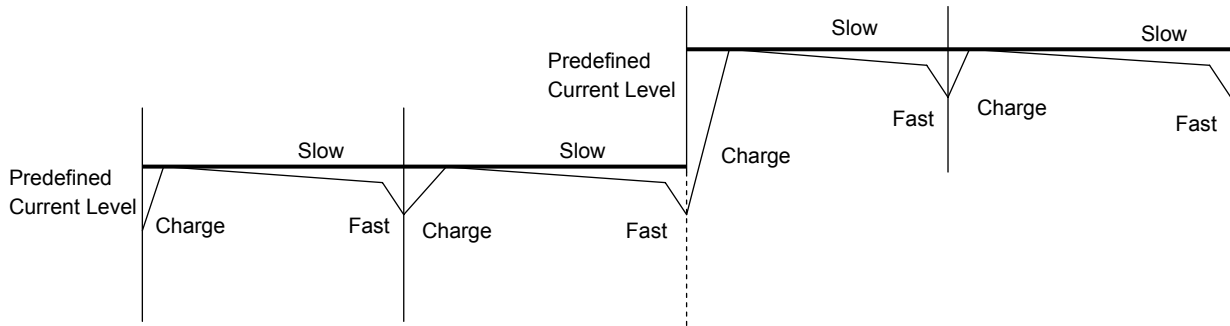 Slow
Slow
Predefined
Current Level
Fast
Charge
Fast
Charge
Slow
Slow
Predefined
Current Level
Charge
Fast
Charge
Fast